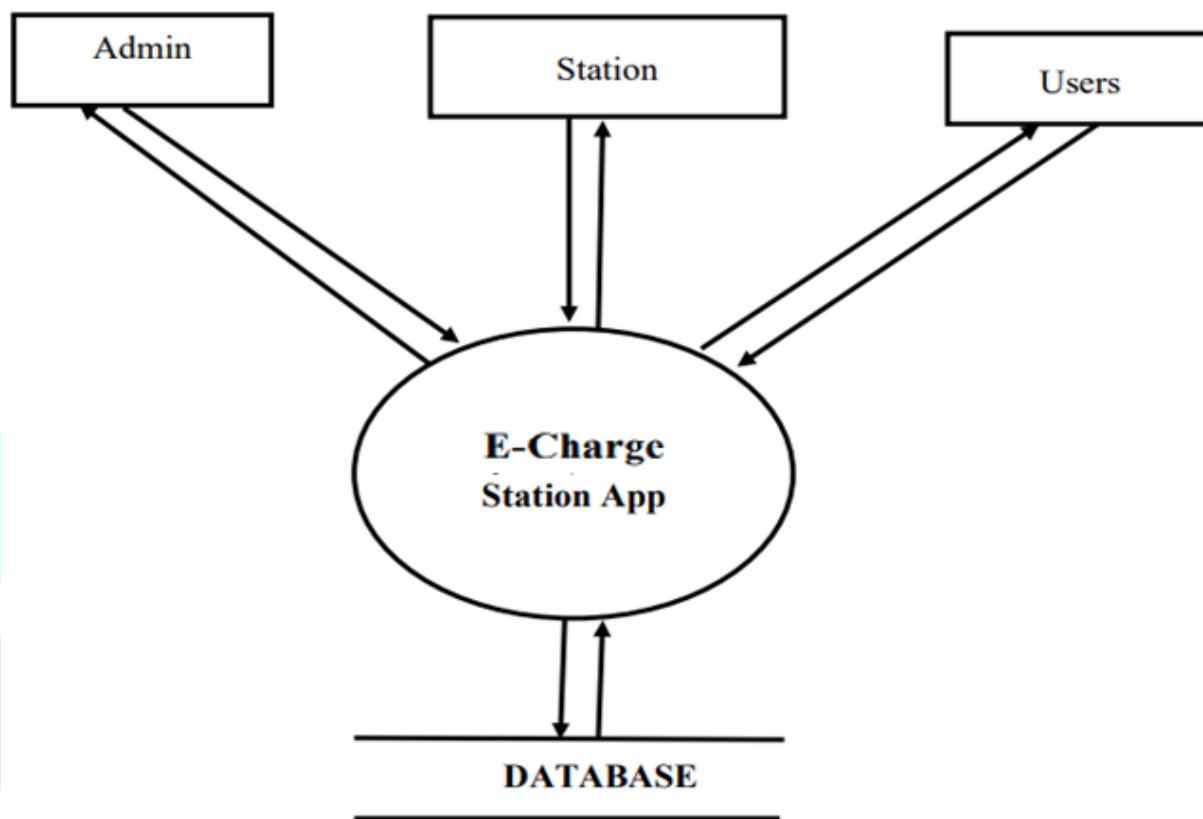 Admin
Station
Users
E-Charge
Station App
DATABASE